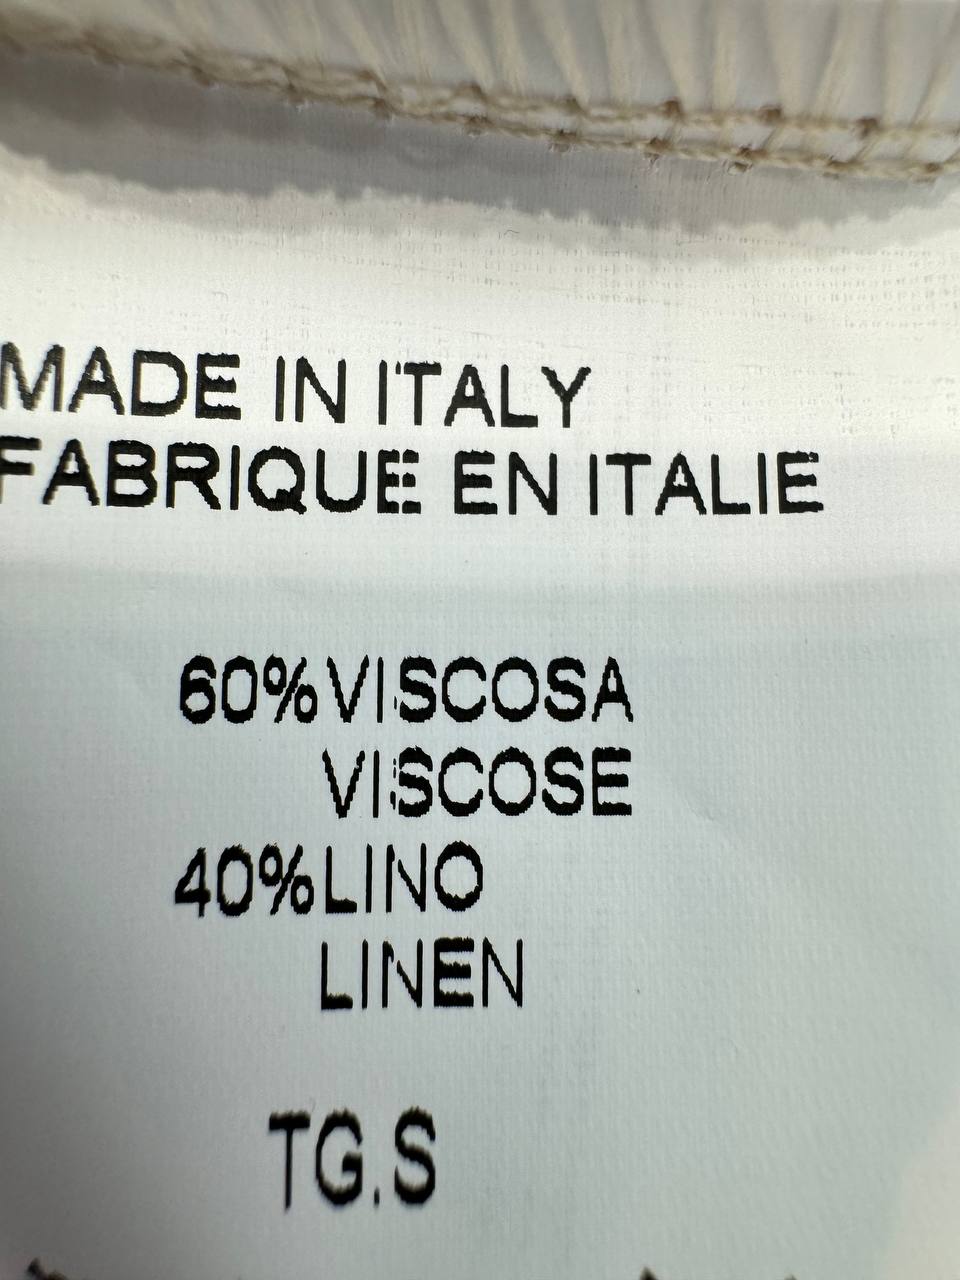 MADE IN ITALY
FABRIQUE EN ITALIE
60% VISCOSA
VISCOSE
40% LINO
LINEN
TG.S